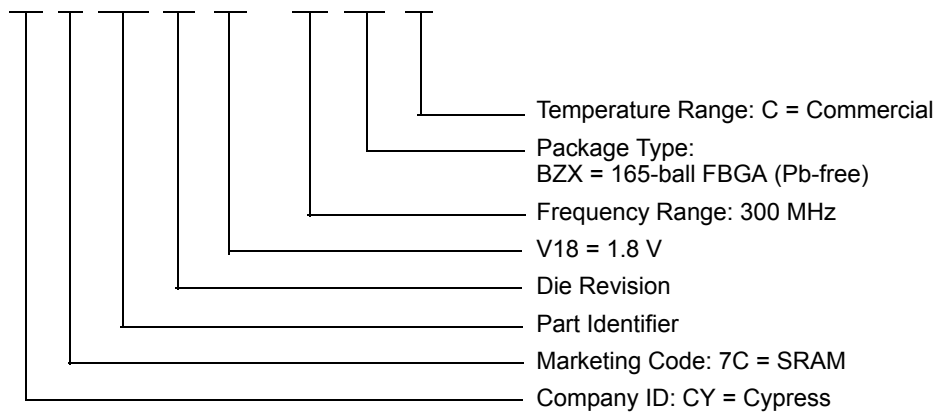 Temperature Range: C = Commercial
Package Type:
BZX = 165-ball FBGA (Pb-free)
Frequency Range: 300 MHz
V18 = 1.8 V
Die Revision
Part Identifier
Marketing Code: 7C = SRAM
Company ID: CY = Cypress